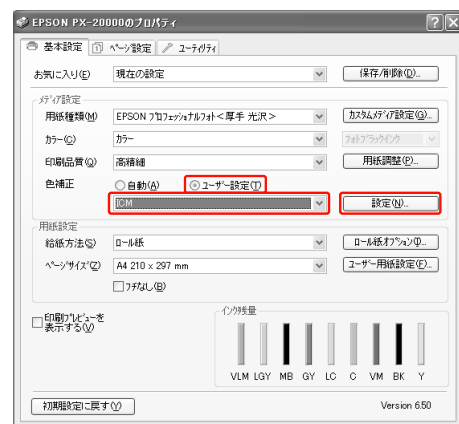 EPSON PX-20000のプロパティ
基本設定 ページ設定 ユーティリティ
お気に入り(E) 現在の設定 保存/削除(D)...
メディア設定
用紙種類(M) EPSON プロフェッショナルフォト<厚手 光沢> カスタムメディア設定(G)...
カラー(C) カラー フォトブラックインク
印刷品質(Q) 高精細 用紙調整(P)...
色補正 自動(A) ユーザー設定(T)
ICM 設定(N)...
用紙設定
給紙方法(S) ロール紙 ロール紙オプション(J)...
ページサイズ(Z) A4 210 x 297 mm ユーザー用紙設定(F)...
フチなし(B)
印刷プレビューを
表示する(V)
インク残量
VLM LGY MB GY LC C VM BK Y
初期設定に戻す(Y) Version 6.50